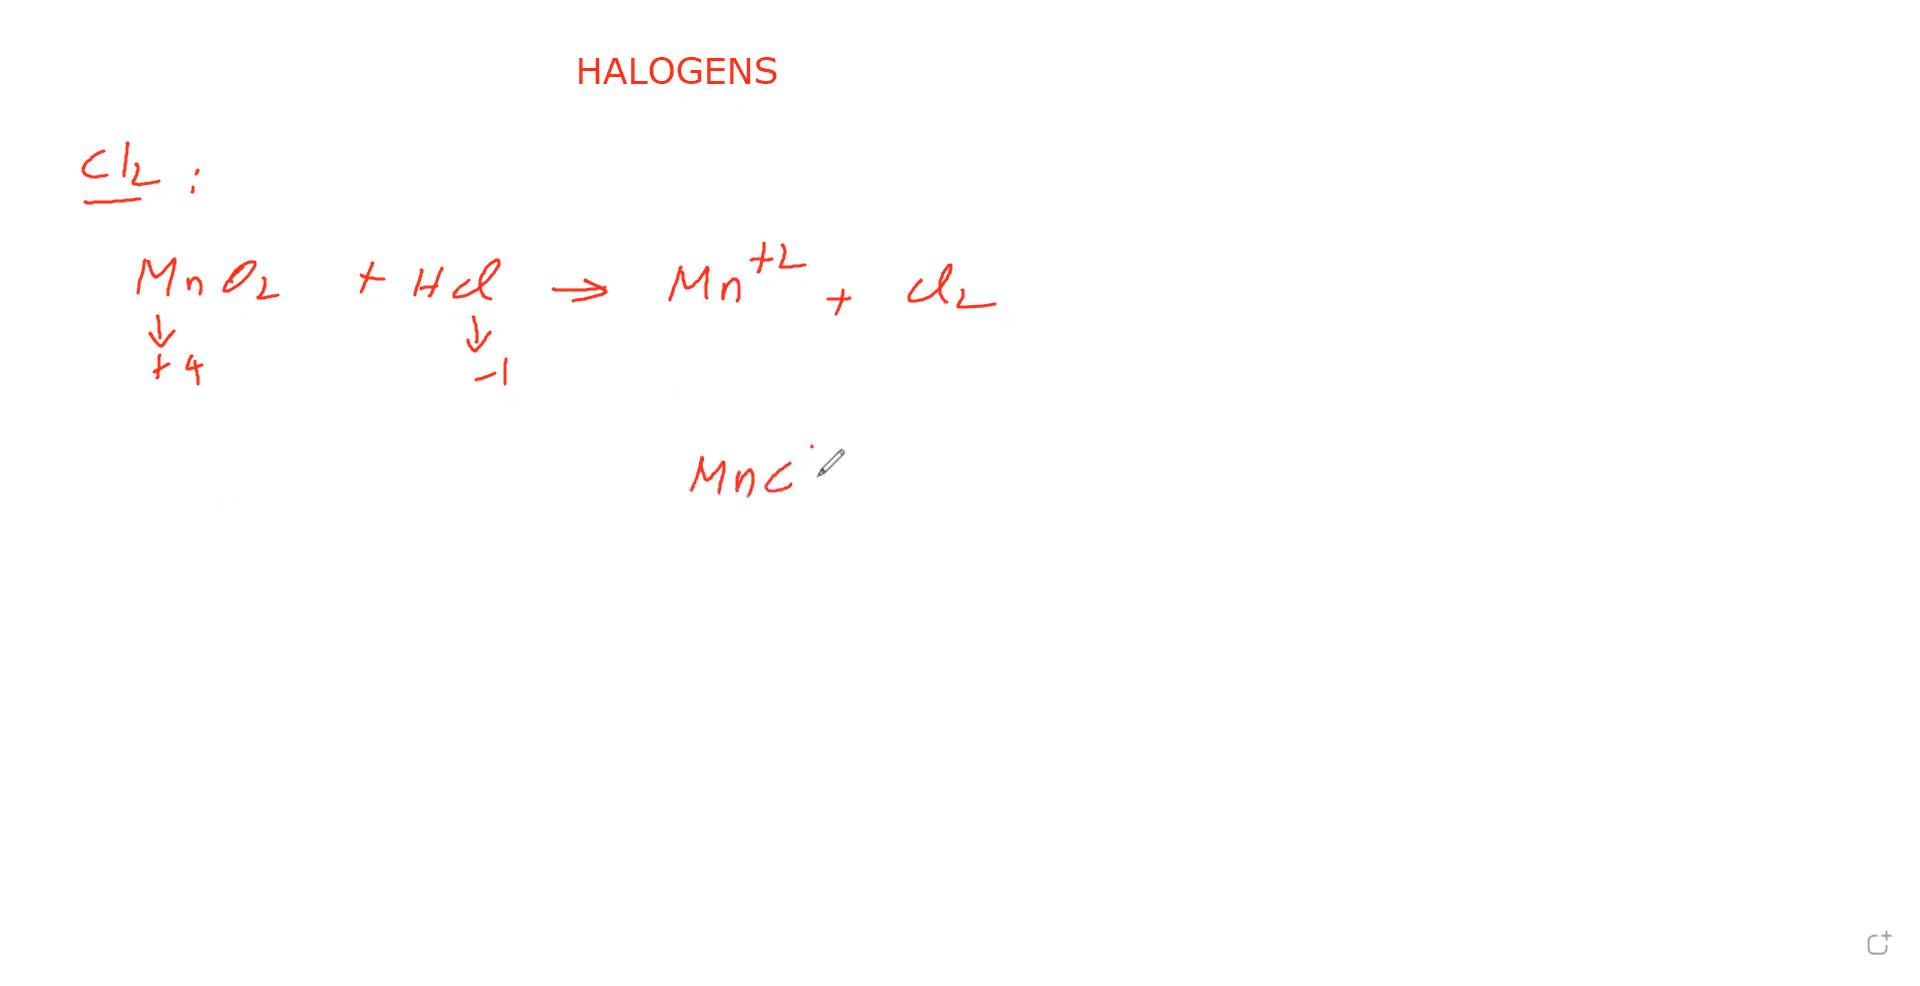 HALOGENS
Cl2 :
MnO2 + HCl → Mn+2 + Cl2
↓ ↓
+4 -1
MnC